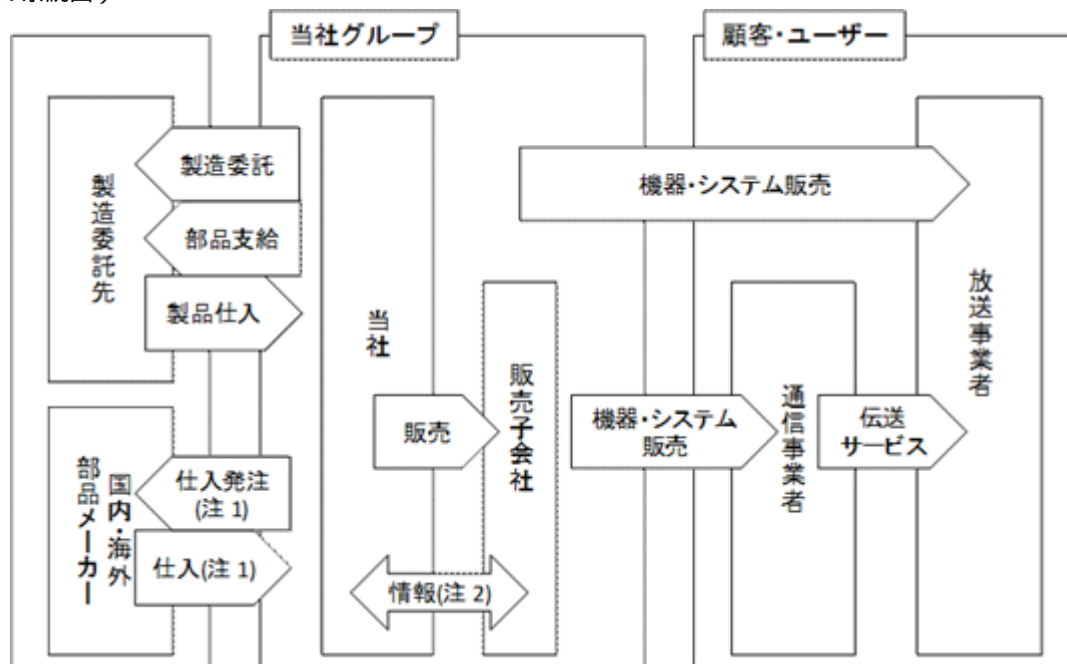 当社グループ
顧客・ユーザー
製造委託先
製造委託
部品支給
製品仕入
国内・海外
部品メーカー
仕入発注
(注 1)
仕入(注 1)
当社
販売
販売子会社
情報(注 2)
機器・システム販売
機器・システム
販売
通信事業者
伝送
サービス
放送事業者